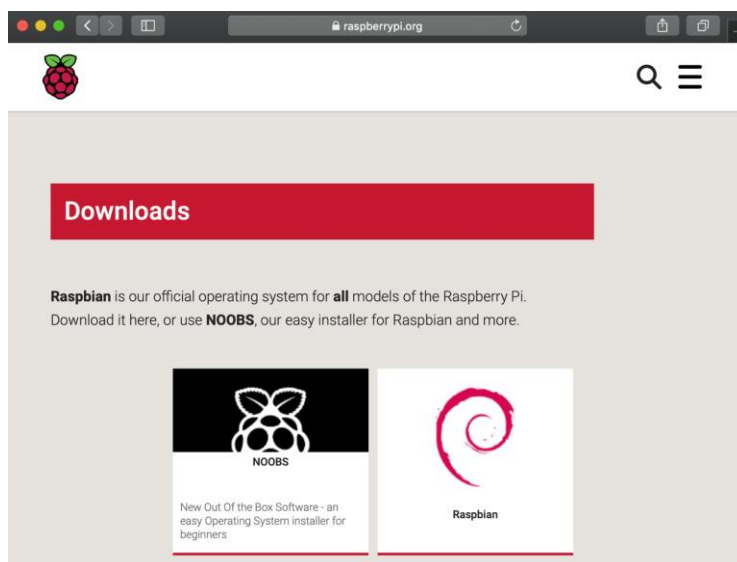 raspberrypi.org
Downloads
Raspbian is our official operating system for all models of the Raspberry Pi.
Download it here, or use NOOBS, our easy installer for Raspbian and more.
NOOBS
New Out Of the Box Software - an
easy Operating System installer for
beginners
Raspbian